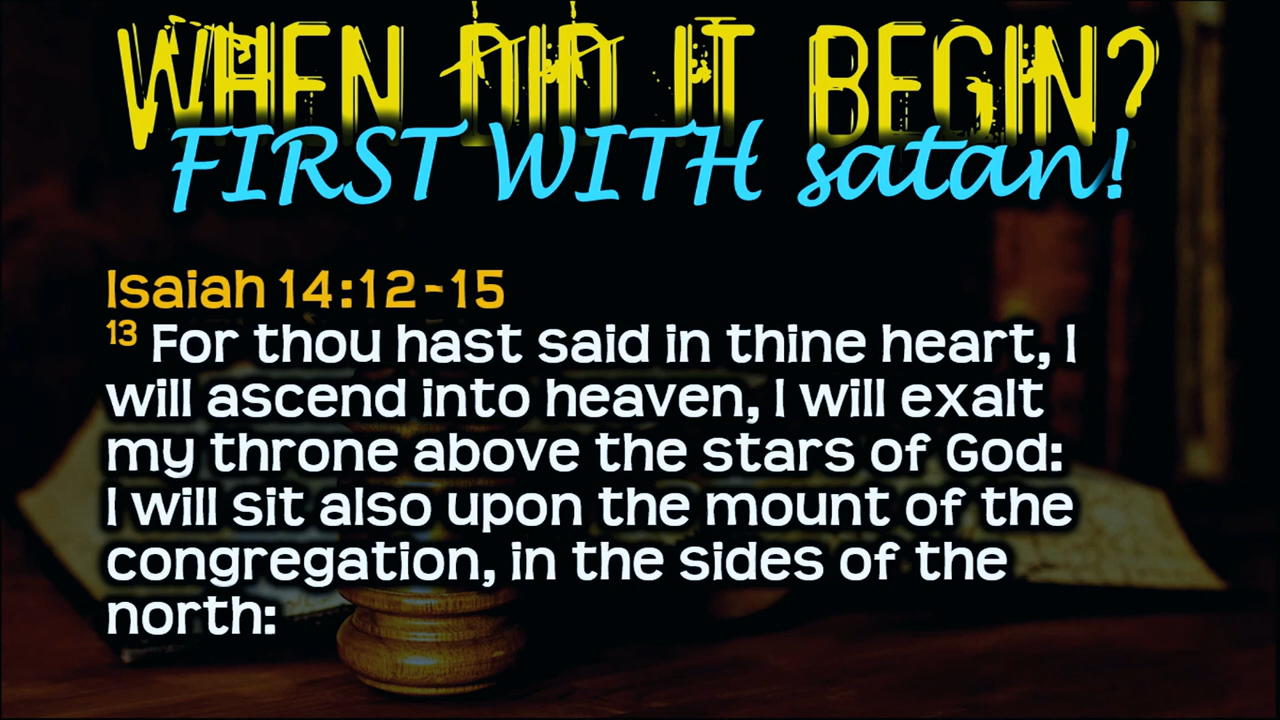 WHEN DID IT BEGIN?
FIRST WITH satan!
Isaiah 14:12-15
13 For thou hast said in thine heart, I
will ascend into heaven, I will exalt
my throne above the stars of God:
I will sit also upon the mount of the
congregation, in the sides of the
north: